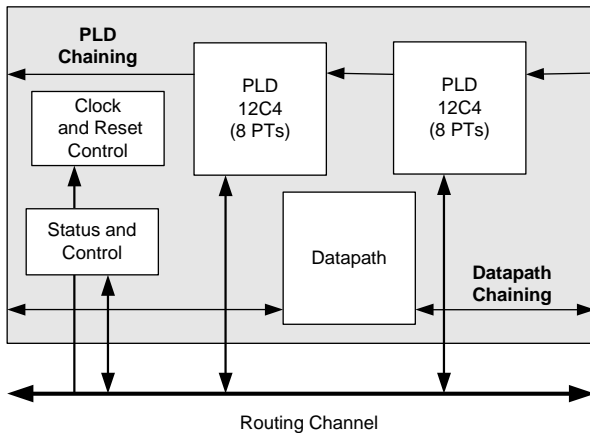 PLD
Chaining
PLD
12C4
(8 PTs)
PLD
12C4
(8 PTs)
Clock
and Reset
Control
Status and
Control
Datapath
Datapath
Chaining
Routing Channel